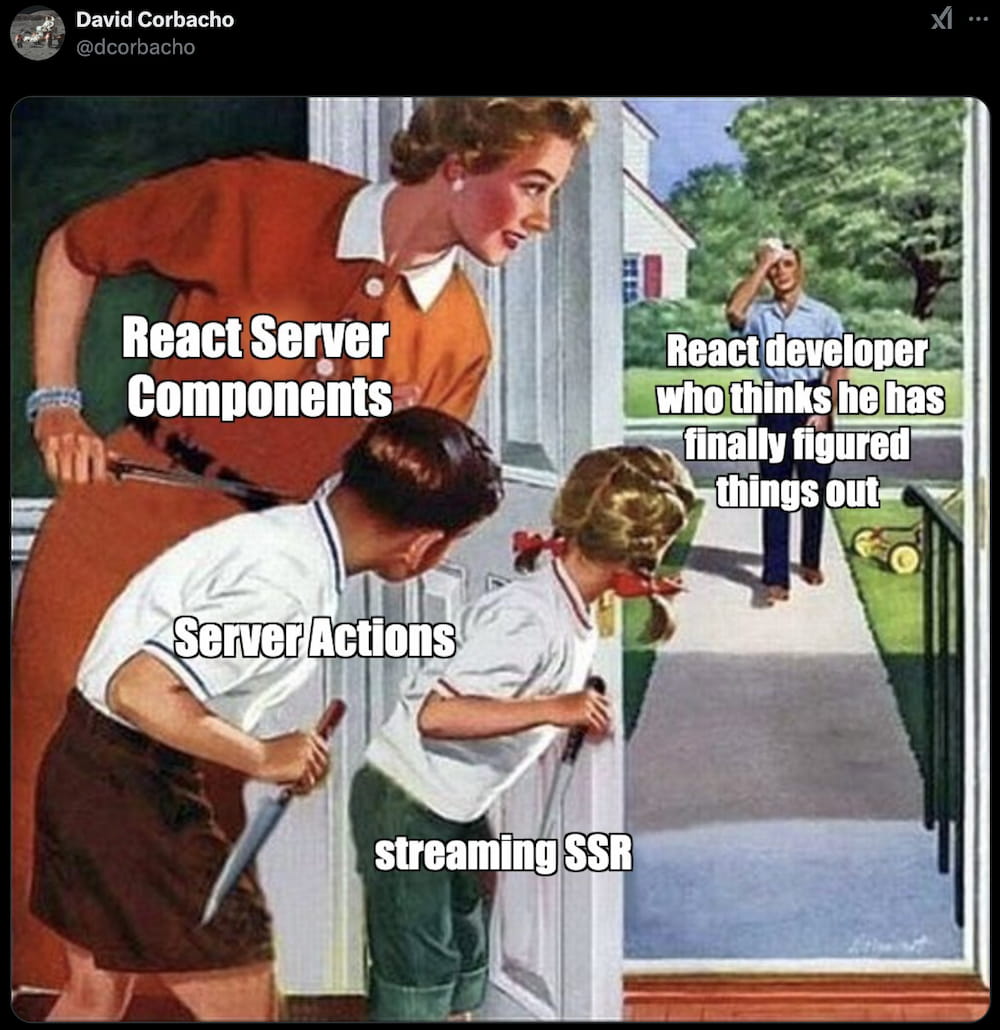 David Corbacho
@dcorbacho
React Server
Components
React developer
who thinks he has
finally figured
things out
Server Actions
streaming SSR